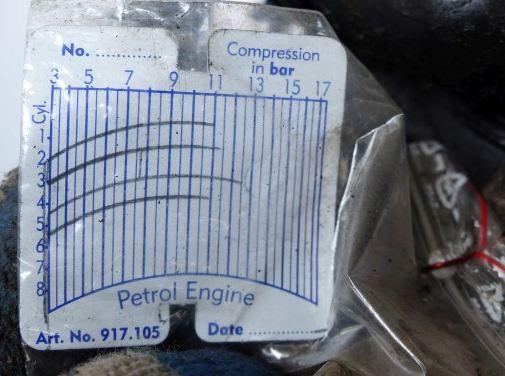 No. ..............
Compression
in bar
3 5 7 9 11 13 15 17
Cyl.
1
2
3
4
5
6
7
8
Petrol Engine
Art. No. 917.105
Date ..................